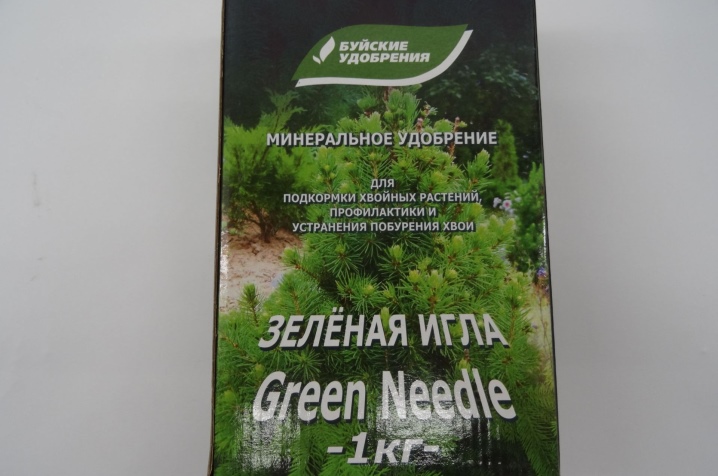 БУЙСКИЕ
УДОБРЕНИЯ
МИНЕРАЛЬНОЕ УДОБРЕНИЕ
ДЛЯ
ПОДКОРМКИ ХВОЙНЫХ РАСТЕНИЙ,
ПРОФИЛАКТИКИ И
УСТРАНЕНИЯ ПОБУРЕНИЯ ХВОИ
ЗЕЛЁНАЯ ИГЛА
Green Needle
-1кг-